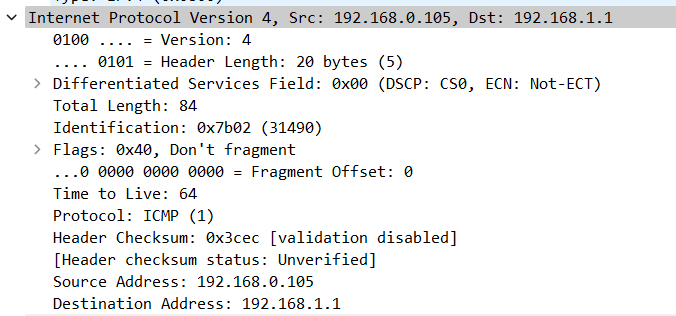 Internet Protocol Version 4, Src: 192.168.0.105, Dst: 192.168.1.1
0100 .... = Version: 4
.... 0101 = Header Length: 20 bytes (5)
Differentiated Services Field: 0x00 (DSCP: CS0, ECN: Not-ECT)
Total Length: 84
Identification: 0x7b02 (31490)
Flags: 0x40, Don't fragment
...0 0000 0000 0000 = Fragment Offset: 0
Time to Live: 64
Protocol: ICMP (1)
Header Checksum: 0x3cec [validation disabled]
[Header checksum status: Unverified]
Source Address: 192.168.0.105
Destination Address: 192.168.1.1